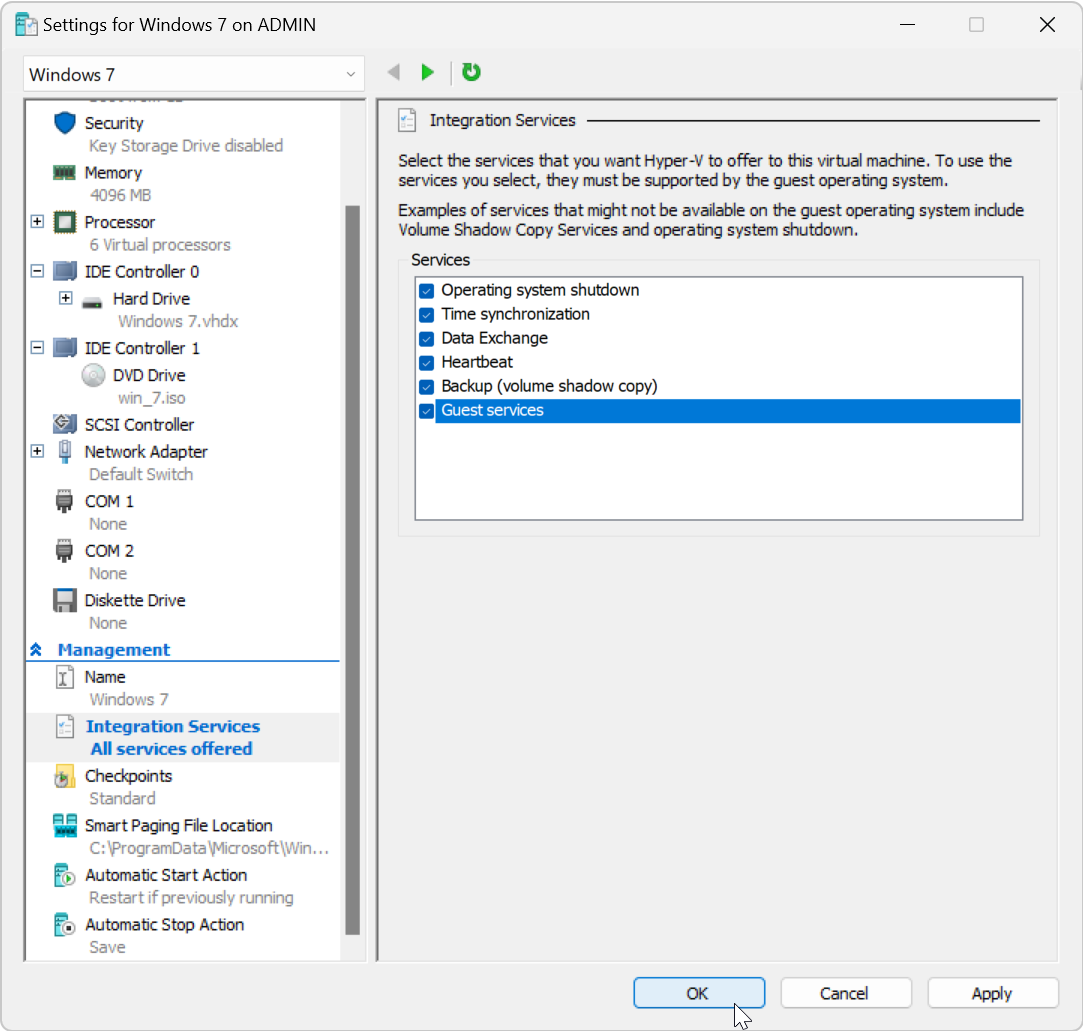 Settings for Windows 7 on ADMIN
Windows 7
Security
Key Storage Drive disabled
Memory
4096 MB
Processor
6 Virtual processors
IDE Controller 0
Hard Drive
Windows 7.vhdx
IDE Controller 1
DVD Drive
win_7.iso
SCSI Controller
Network Adapter
Default Switch
COM 1
None
COM 2
None
Diskette Drive
None
Management
Name
Windows 7
Integration Services
All services offered
Checkpoints
Standard
Smart Paging File Location
C:\ProgramData\Microsoft\Win...
Automatic Start Action
Restart if previously running
Automatic Stop Action
Save
Integration Services
Select the services that you want Hyper-V to offer to this virtual machine. To use the
services you select, they must be supported by the guest operating system.
Examples of services that might not be available on the guest operating system include
Volume Shadow Copy Services and operating system shutdown.
Services
Operating system shutdown
Time synchronization
Data Exchange
Heartbeat
Backup (volume shadow copy)
Guest services
OK
Cancel
Apply